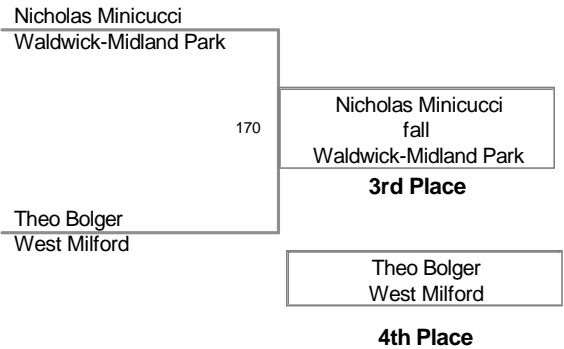 Nicholas Minicucci
Waldwick-Midland Park
170
Nicholas Minicucci
fall
Waldwick-Midland Park
3rd Place
Theo Bolger
West Milford
Theo Bolger
West Milford
4th Place